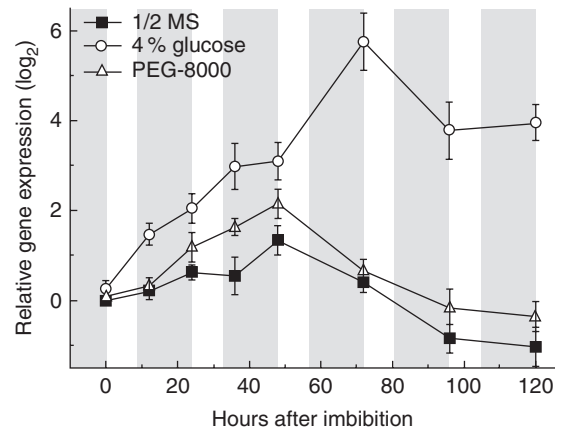 1/2 MS
4 % glucose
PEG-8000
Relative gene expression (log2)
6
4
2
0
0 20 40 60 80 100 120
Hours after imbibition